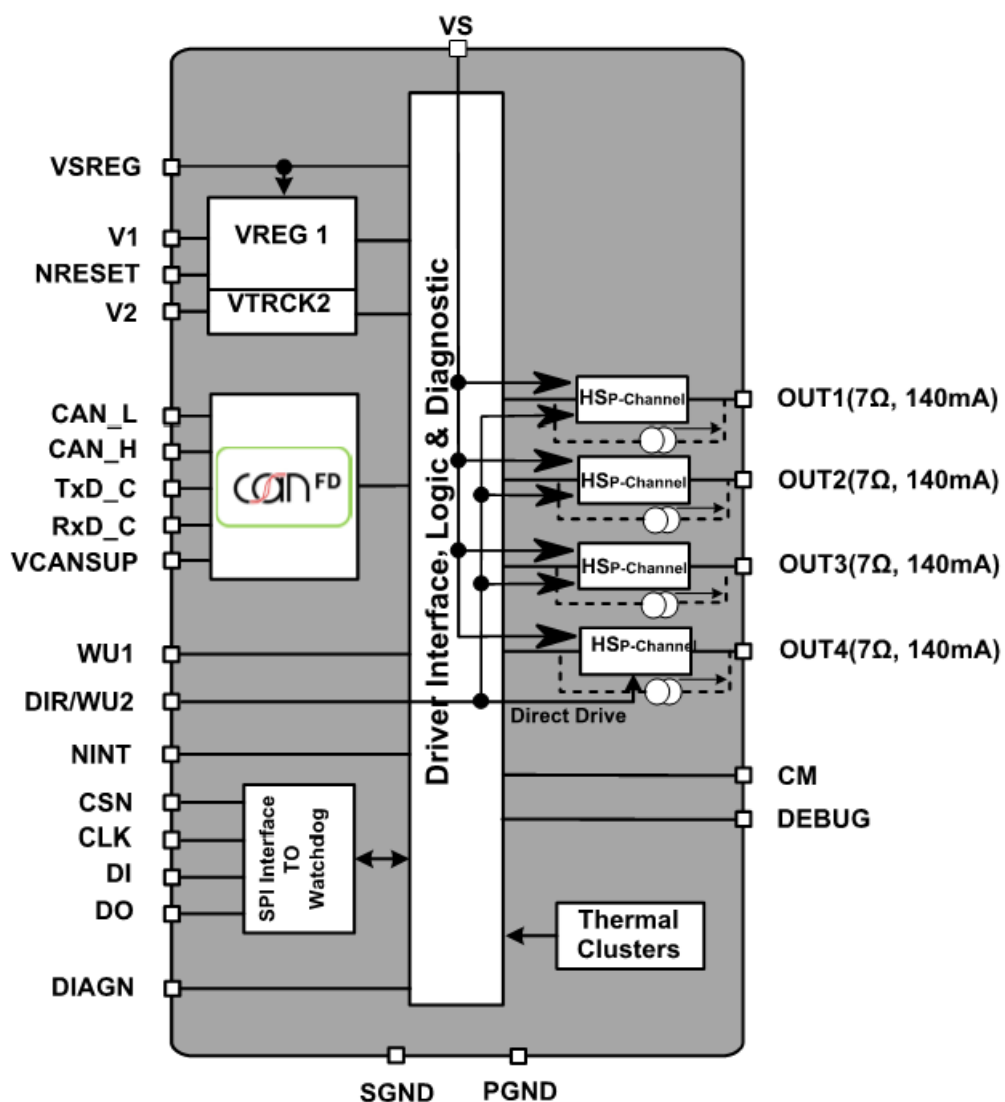 VS
VSREG
V1
NRESET
V2
VREG 1
VTRCK2
CAN_L
CAN_H
TxD_C
RxD_C
VCANSUP
CAN FD
WU1
DIR/WU2
NINT
CSN
CLK
DI
DO
SPI Interface
TO
Watchdog
DIAGN
Driver Interface, Logic & Diagnostic
HSP-Channel
OUT1(7Ω, 140mA)
HSP-Channel
OUT2(7Ω, 140mA)
HSP-Channel
OUT3(7Ω, 140mA)
HSP-Channel
OUT4(7Ω, 140mA)
Direct Drive
CM
DEBUG
Thermal
Clusters
SGND
PGND